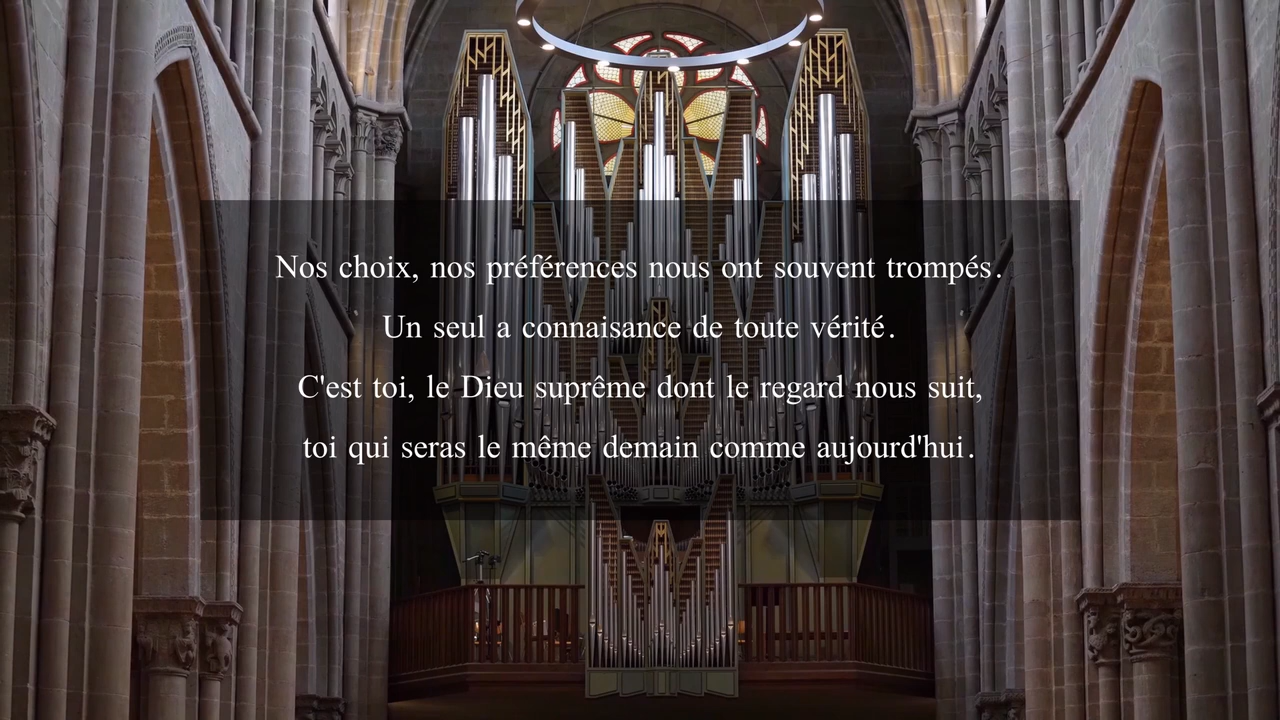 Nos choix, nos préférences nous ont souvent trompés.
Un seul a connaisance de toute vérité.
C'est toi, le Dieu suprême dont le regard nous suit,
toi qui seras le même demain comme aujourd'hui.